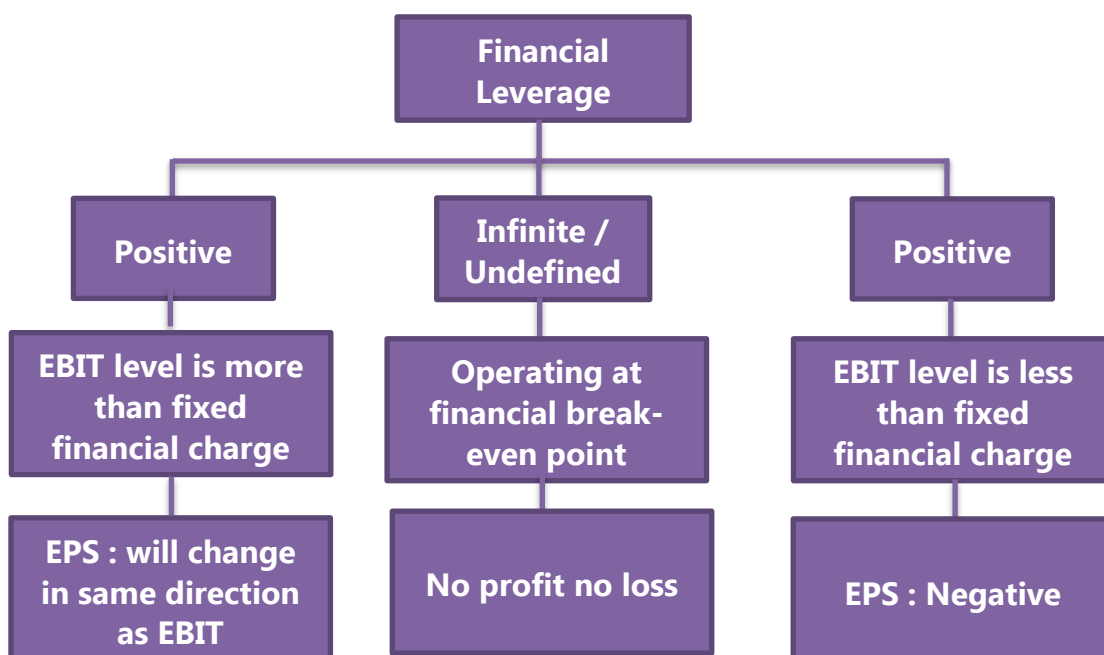 Financial
Leverage
Positive
Infinite /
Undefined
Positive
EBIT level is more
than fixed
financial charge
Operating at
financial break-
even point
EBIT level is less
than fixed
financial charge
EPS : will change
in same direction
as EBIT
No profit no loss
EPS : Negative